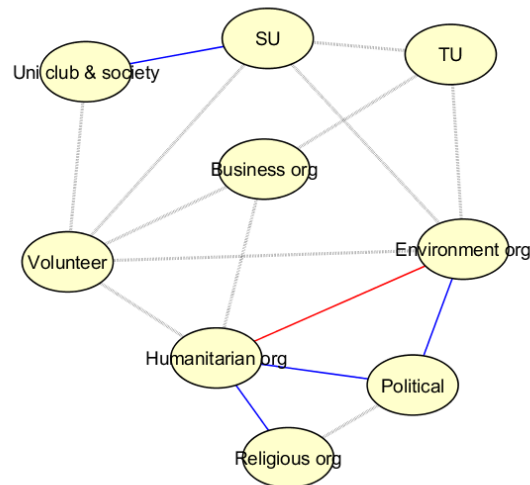 SU
TU
Uni club & society
Business org
Environment org
Volunteer
Humanitarian org
Political
Religious org